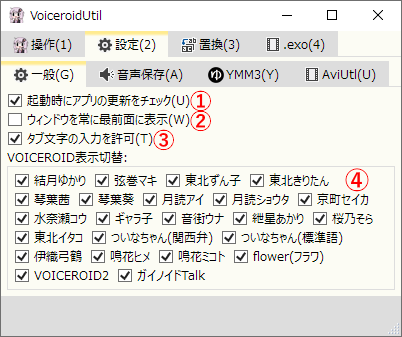 VoiceroidUtil
操作(1) 設定(2) 置換(3) .exo(4)
一般(G) 音声保存(A) YMM3(Y) AviUtl(U)
起動時にアプリの更新をチェック(U) ①
ウィンドウを常に最前面に表示(W) ②
タブ文字の入力を許可(T) ③
VOICEROID表示切替:
結月ゆかり 弦巻マキ 東北ずん子 東北きりたん ④
琴葉茜 琴葉葵 月読アイ 月読ショウタ 京町セイカ
水奈瀬コウ ギャラ子 音街ウナ 紲星あかり 桜乃そら
東北イタコ ついなちゃん(関西弁) ついなちゃん(標準語)
伊織弓鶴 鳴花ヒメ 鳴花ミコト flower(フラワ)
VOICEROID2 ガイノイドTalk